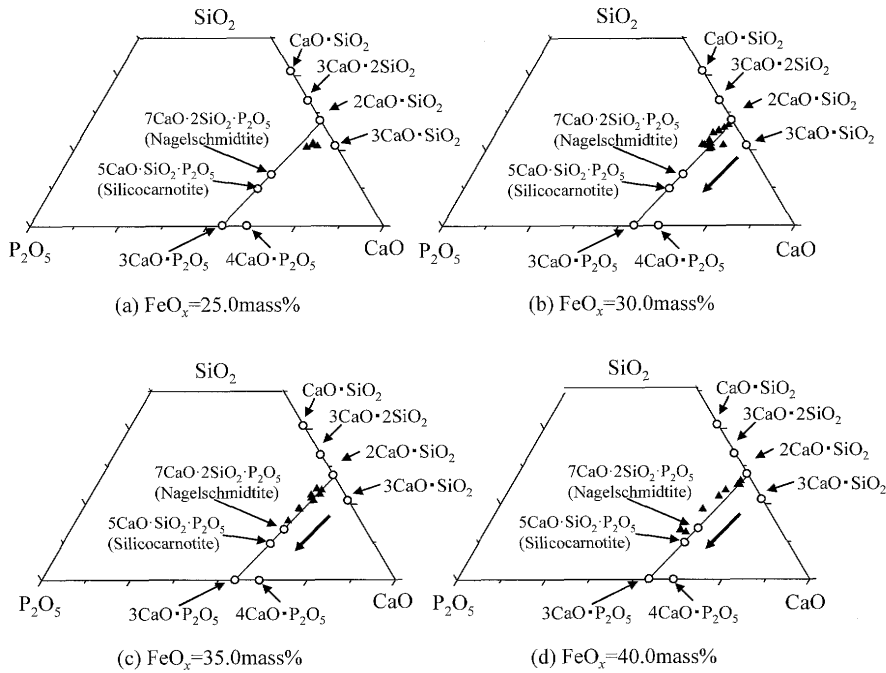 SiO₂
CaO・SiO₂
3CaO・2SiO₂
2CaO・SiO₂
3CaO・SiO₂
7CaO·2SiO₂·P₂O₅
(Nagelschmidtite)
5CaO·SiO₂·P₂O₅
(Silicocarnotite)
P₂O₅
CaO
3CaO・P₂O₅
4CaO・P₂O₅
(a) FeOₓ=25.0mass%
SiO₂
CaO・SiO₂
3CaO・2SiO₂
2CaO・SiO₂
3CaO・SiO₂
7CaO·2SiO₂·P₂O₅
(Nagelschmidtite)
5CaO·SiO₂·P₂O₅
(Silicocarnotite)
P₂O₅
CaO
3CaO・P₂O₅
4CaO・P₂O₅
(b) FeOₓ=30.0mass%
SiO₂
CaO・SiO₂
3CaO・2SiO₂
2CaO・SiO₂
3CaO・SiO₂
7CaO·2SiO₂·P₂O₅
(Nagelschmidtite)
5CaO·SiO₂·P₂O₅
(Silicocarnotite)
P₂O₅
CaO
3CaO・P₂O₅
4CaO・P₂O₅
(c) FeOₓ=35.0mass%
SiO₂
CaO・SiO₂
3CaO・2SiO₂
2CaO・SiO₂
3CaO・SiO₂
7CaO·2SiO₂·P₂O₅
(Nagelschmidtite)
5CaO·SiO₂·P₂O₅
(Silicocarnotite)
P₂O₅
CaO
3CaO・P₂O₅
4CaO・P₂O₅
(d) FeOₓ=40.0mass%